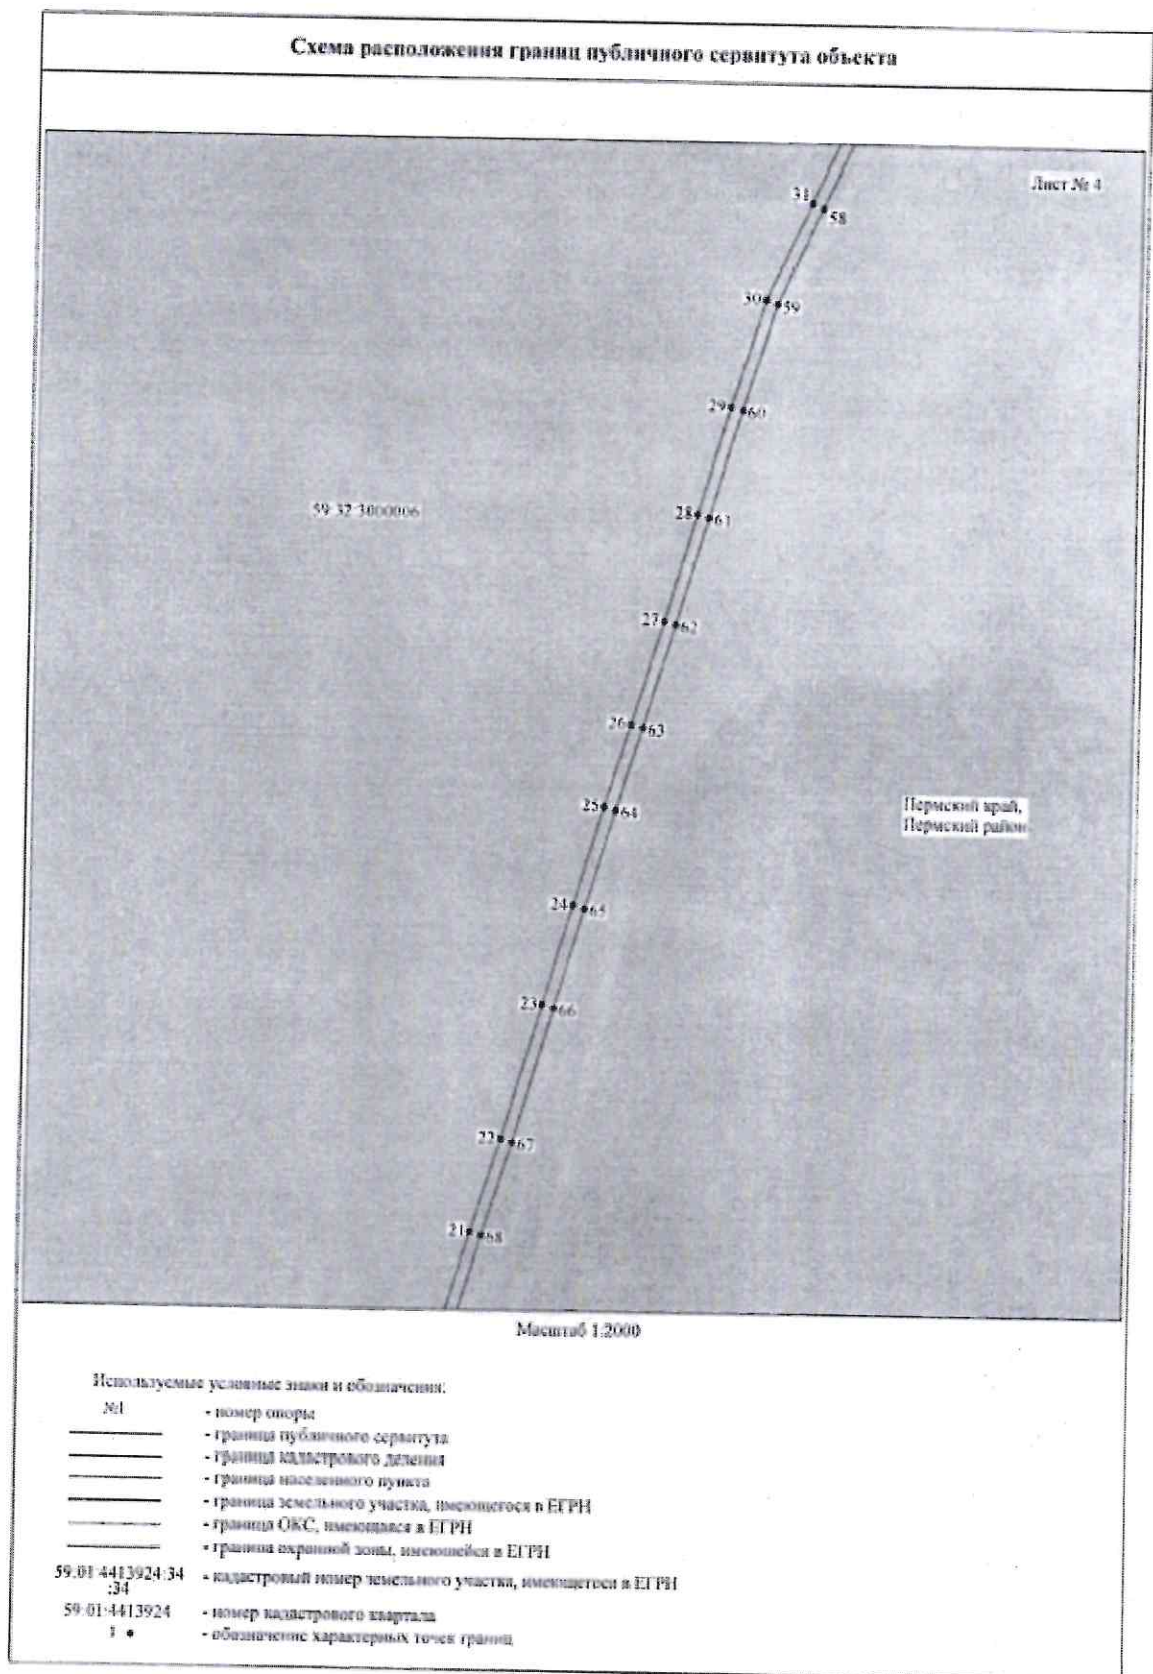 Схема расположения границ публичного сервитута объекта
Лист № 4
31
58
30
59
29
60
28
61
59:32:3000006
27
62
26
63
25
64
Пермский край,
Пермский район
24
65
23
66
22
67
21
68
Масштаб 1:2000
Используемые условные знаки и обозначения:
№1 - номер опоры
- граница публичного сервитута
- граница кадастрового деления
- граница населенного пункта
- граница земельного участка, имеющегося в ЕГРН
- граница ОКС, имеющаяся в ЕГРН
- граница охранной зоны, имеющейся в ЕГРН
59:01:4413924:34 - кадастровый номер земельного участка, имеющегося в ЕГРН
:34
59:01:4413924 - номер кадастрового квартала
1 - обозначение характерных точек границ